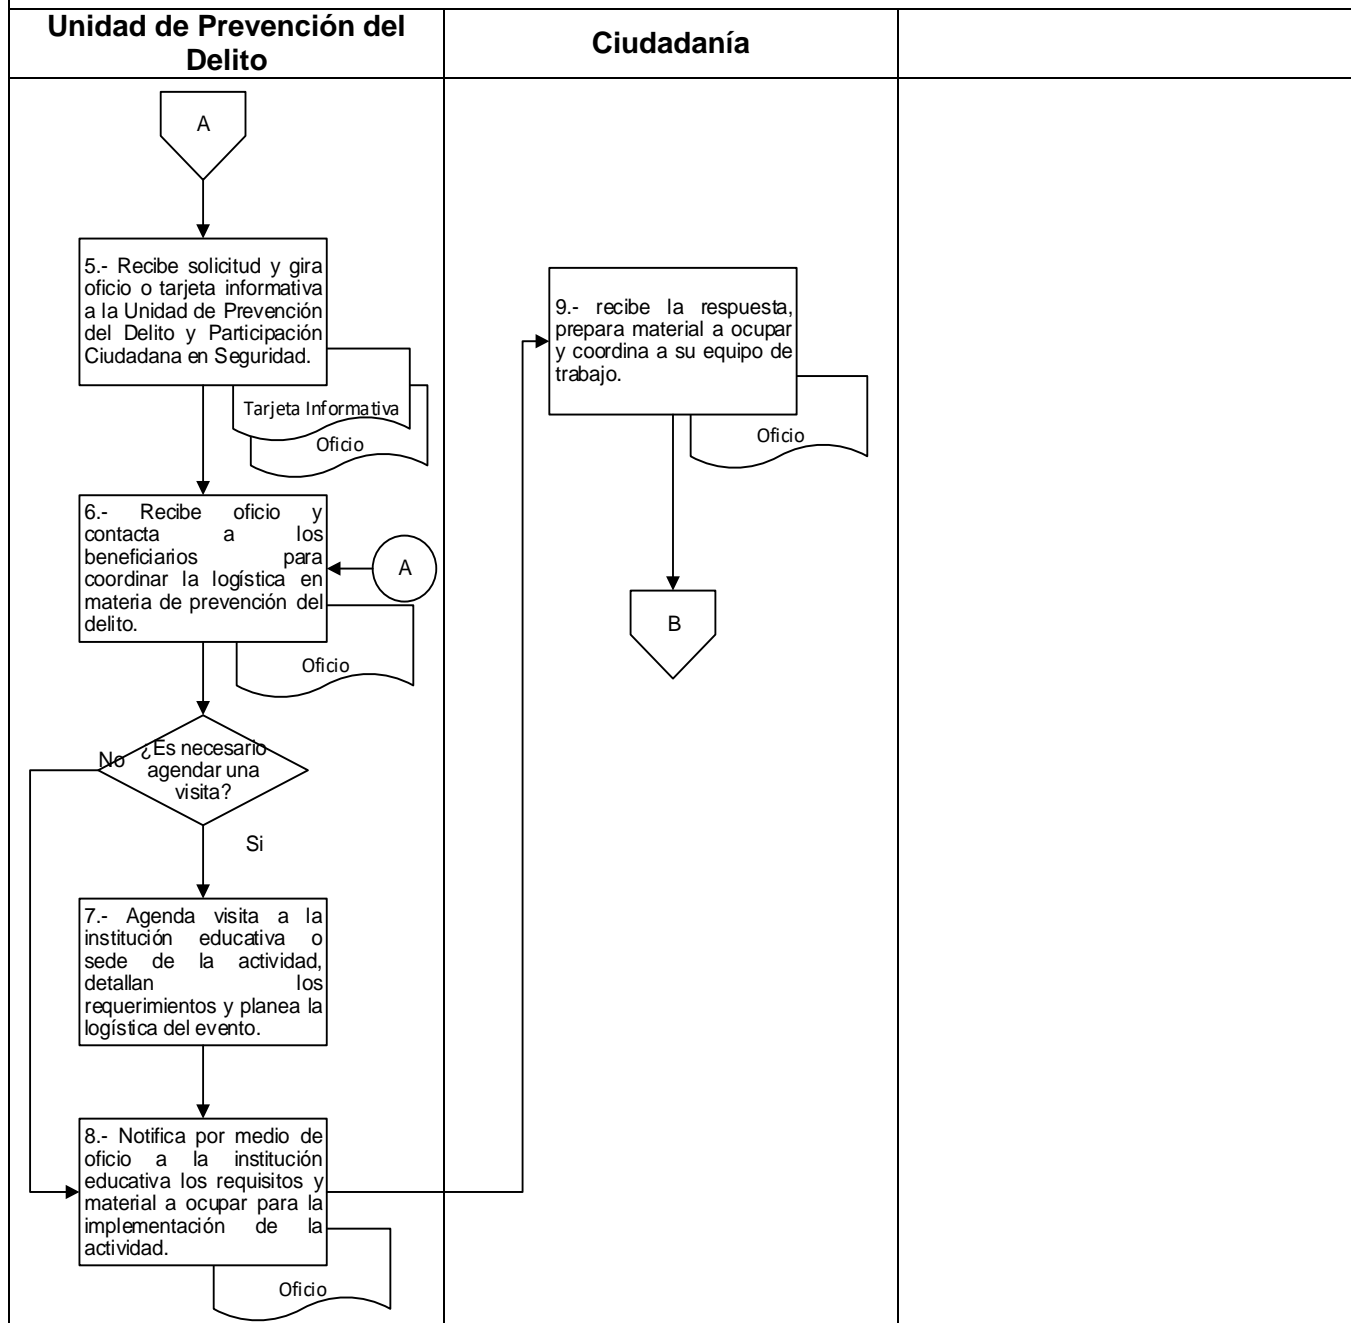 Unidad de Prevención del
Delito
Ciudadanía
A
5.- Recibe solicitud y gira
oficio o tarjeta informativa
a la Unidad de Prevención
del Delito y Participación
Ciudadana en Seguridad.
Tarjeta Informativa
Oficio
6.- Recibe oficio y
contacta a los
beneficiarios para
coordinar la logística en
materia de prevención del
delito.
A
Oficio
¿Es necesario
agendar una
visita?
No
Si
7.- Agenda visita a la
institución educativa o
sede de la actividad,
detallan los
requerimientos y planea la
logística del evento.
8.- Notifica por medio de
oficio a la institución
educativa los requisitos y
material a ocupar para la
implementación de la
actividad.
Oficio
9.- recibe la respuesta,
prepara material a ocupar
y coordina a su equipo de
trabajo.
Oficio
B